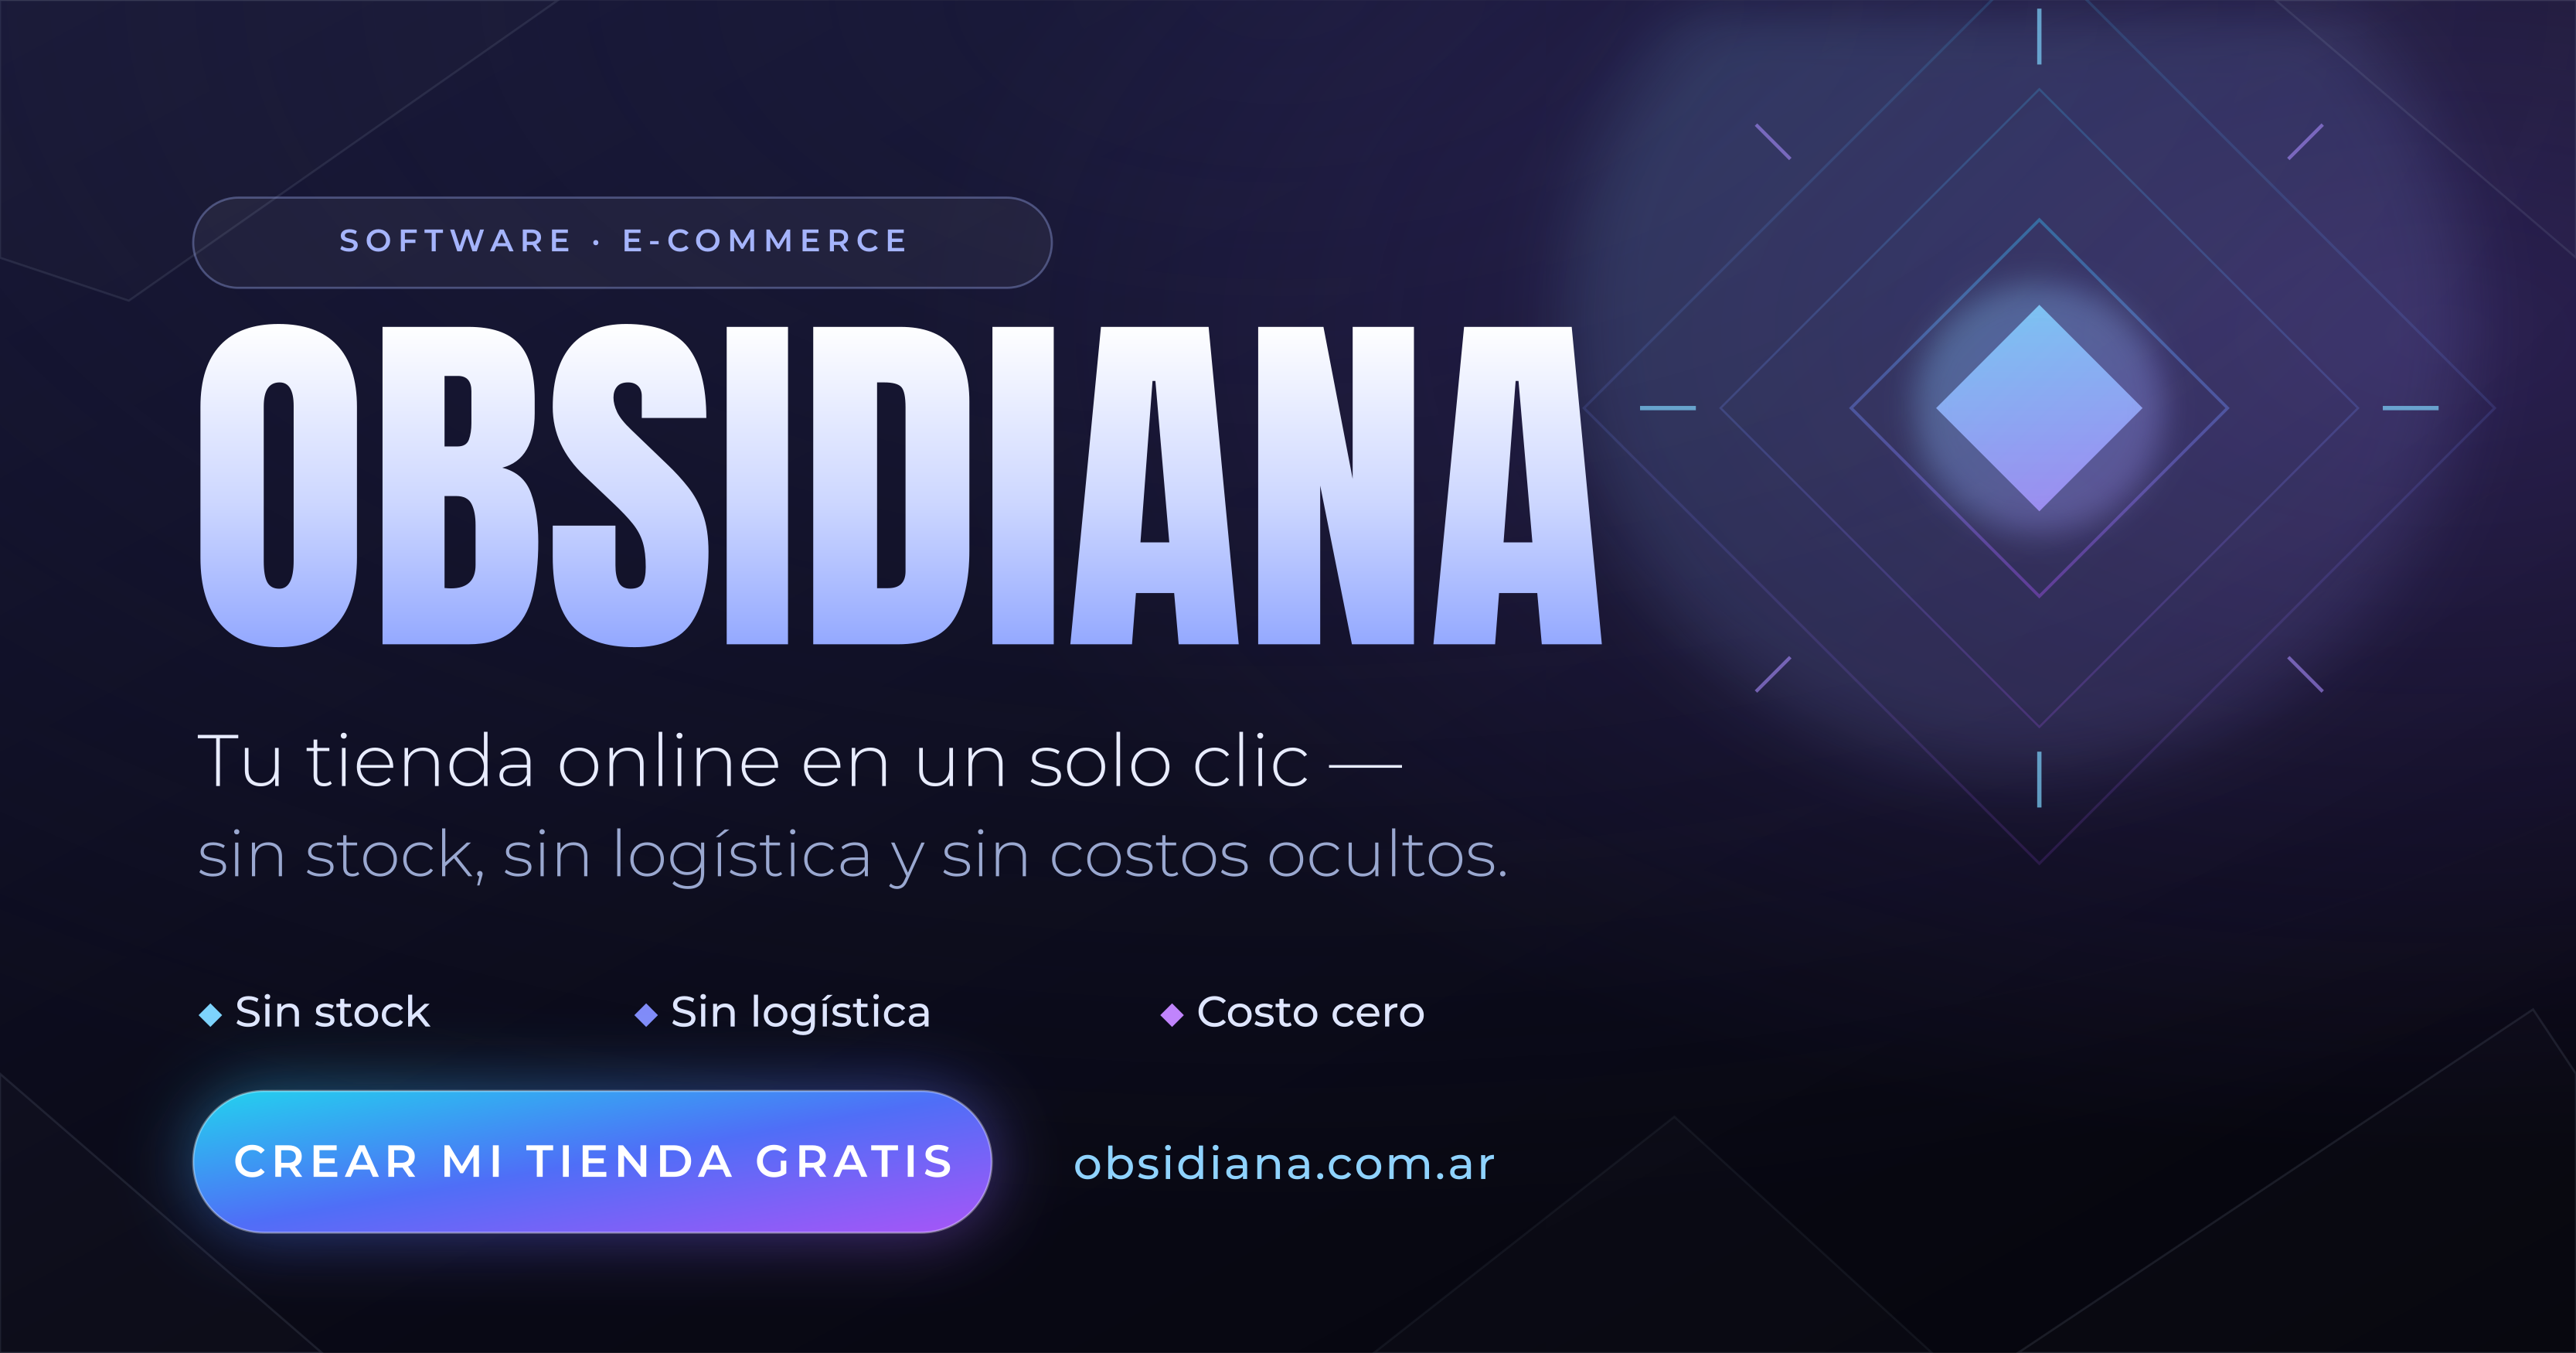 SOFTWARE · E-COMMERCE
OBSIDIANA
Tu tienda online en un solo clic —
sin stock, sin logística y sin costos ocultos.
Sin stock
Sin logística
Costo cero
CREAR MI TIENDA GRATIS
obsidiana.com.ar